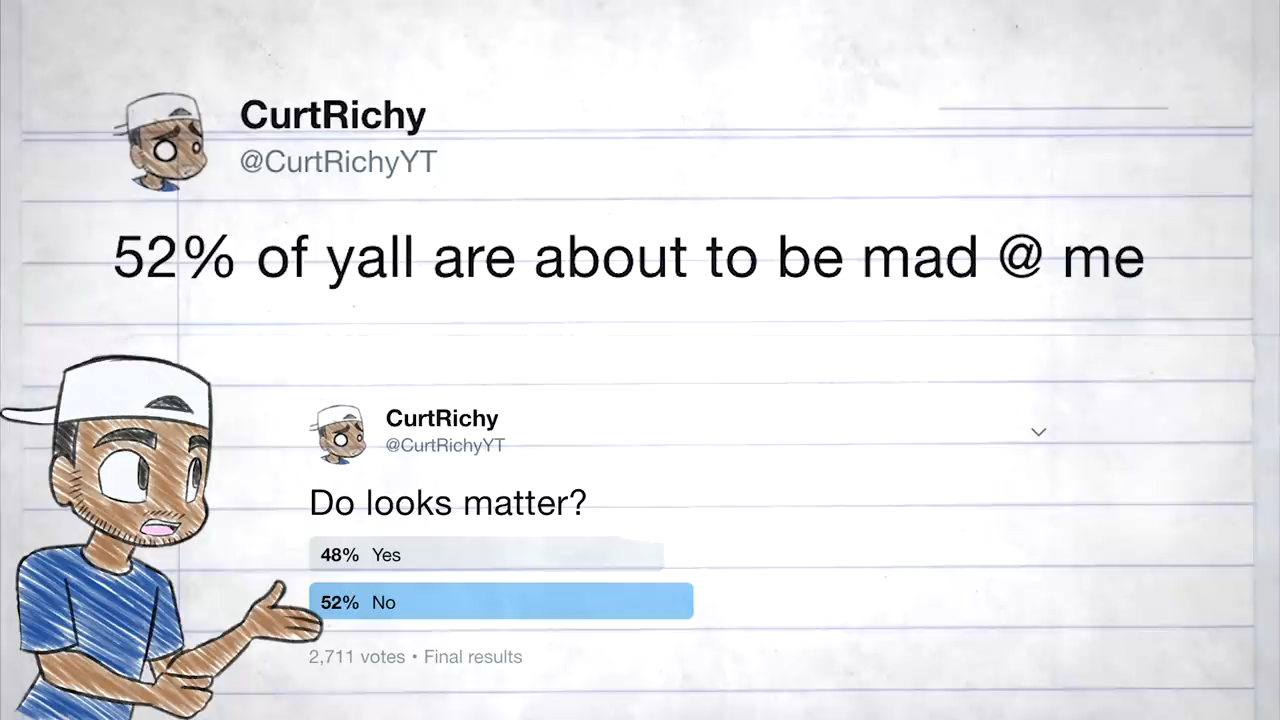 CurtRichy
@CurtRichyYT
52% of yall are about to be mad @ me
CurtRichy
@CurtRichyYT
Do looks matter?
48% Yes
52% No
2,711 votes • Final results